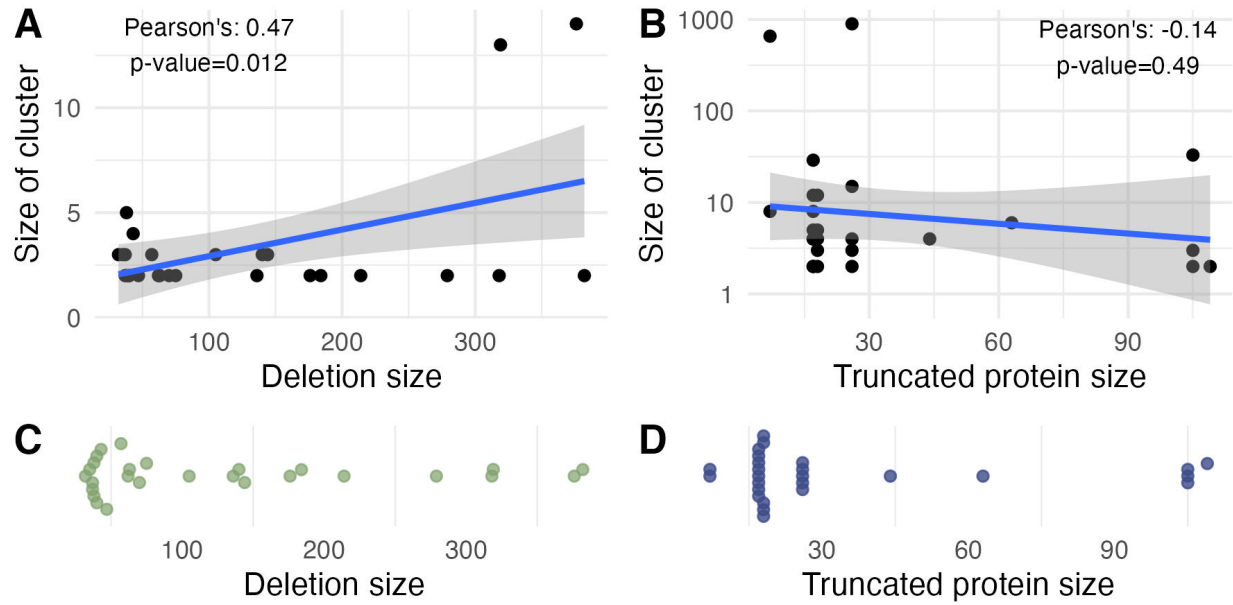 A
Pearson's: 0.47
p-value=0.012
Size of cluster
10
5
0
100 200 300
Deletion size
B
Pearson's: -0.14
p-value=0.49
Size of cluster
1000
100
10
1
30 60 90
Truncated protein size
C
100 200 300
Deletion size
D
30 60 90
Truncated protein size